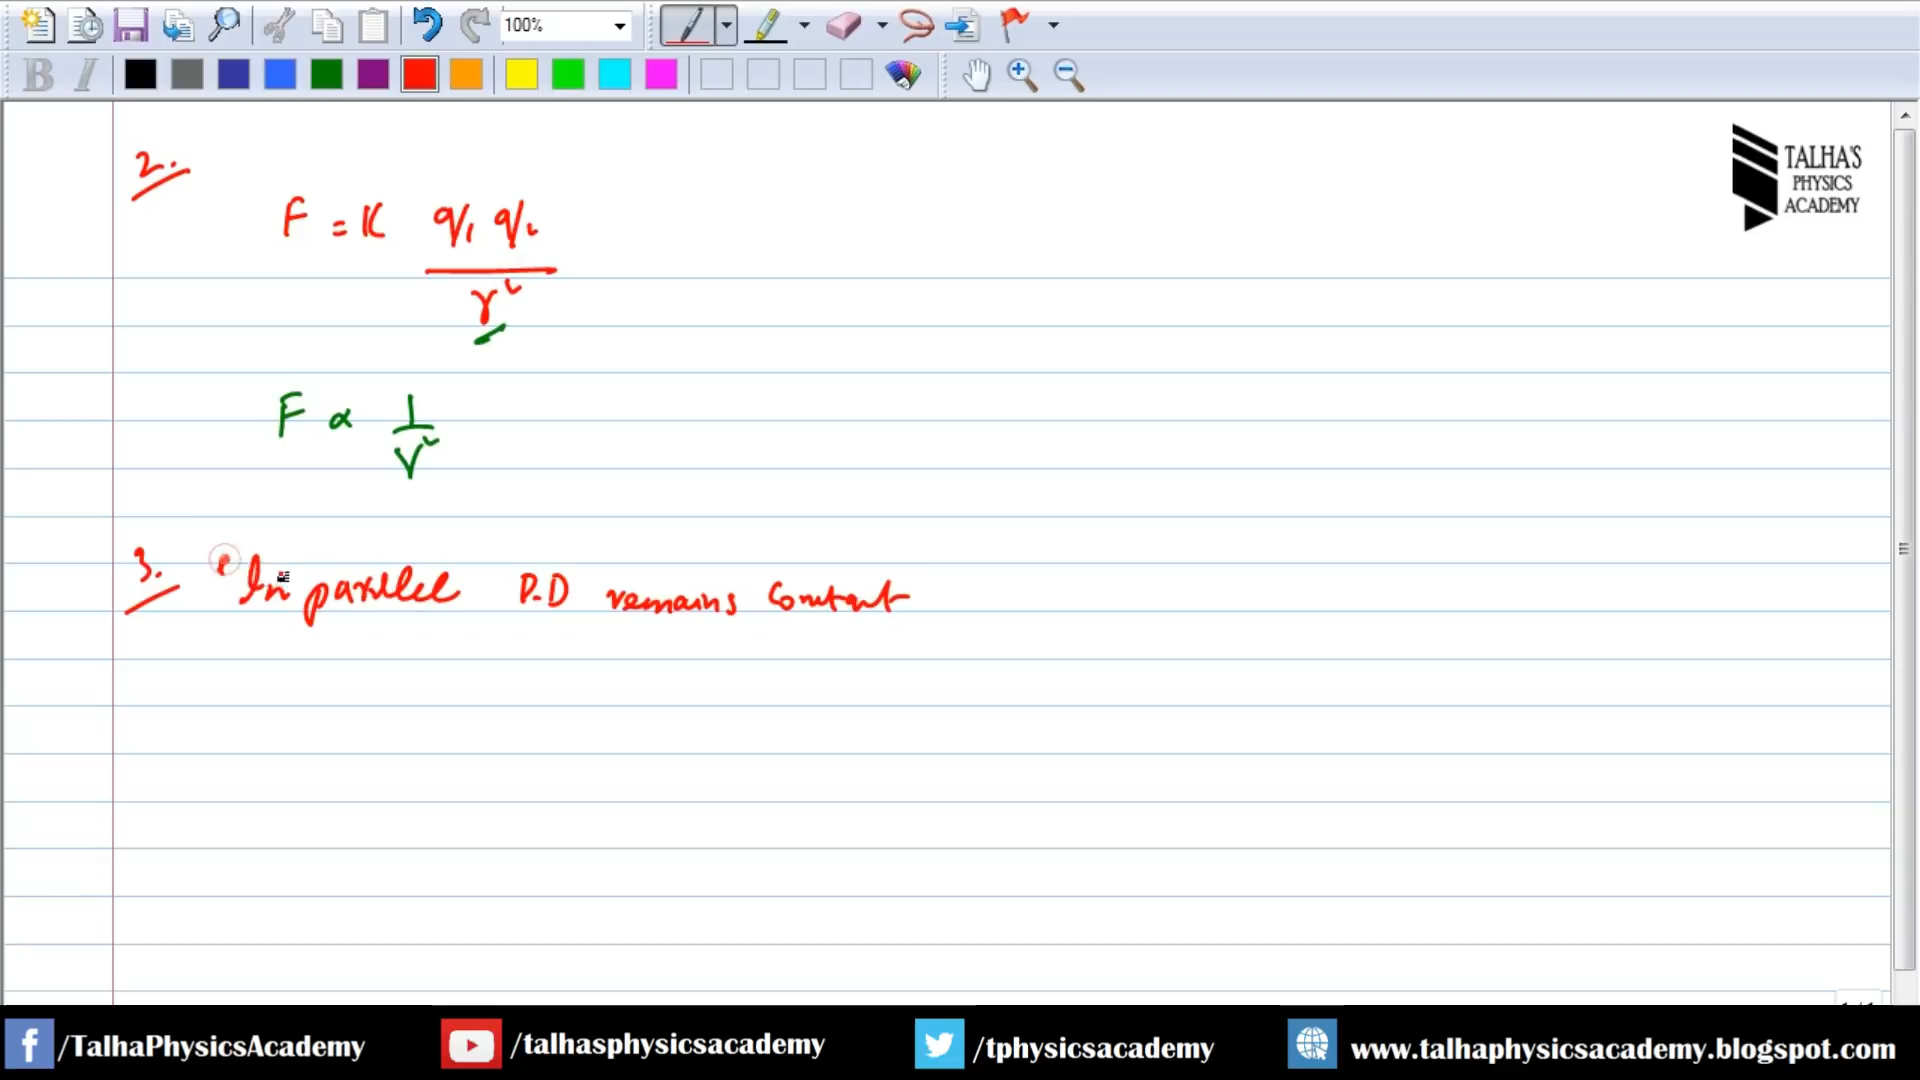 100%
B I
TALHA'S
PHYSICS
ACADEMY
2.
F = K q₁ q₂
r²
F ∝ 1
r²
3. In parallel P.D remains constant
/TalhaPhysicsAcademy /talhasphysicsacademy /tphysicsacademy www.talhaphysicsacademy.blogspot.com